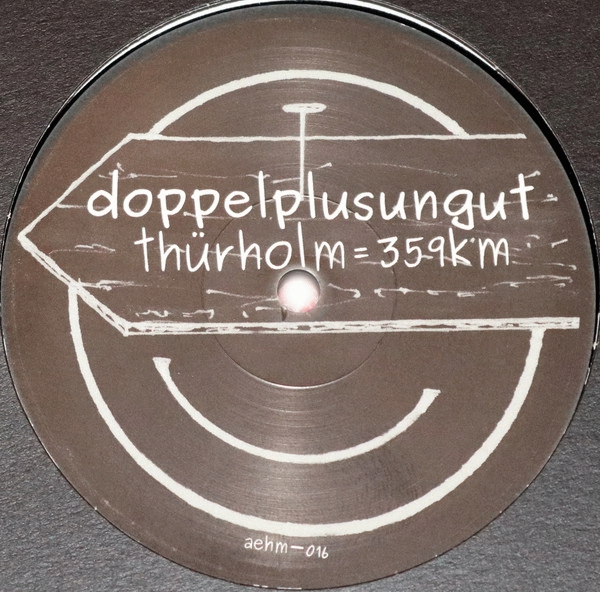 doppelplusungut
thürholm = 359km
aehm-016